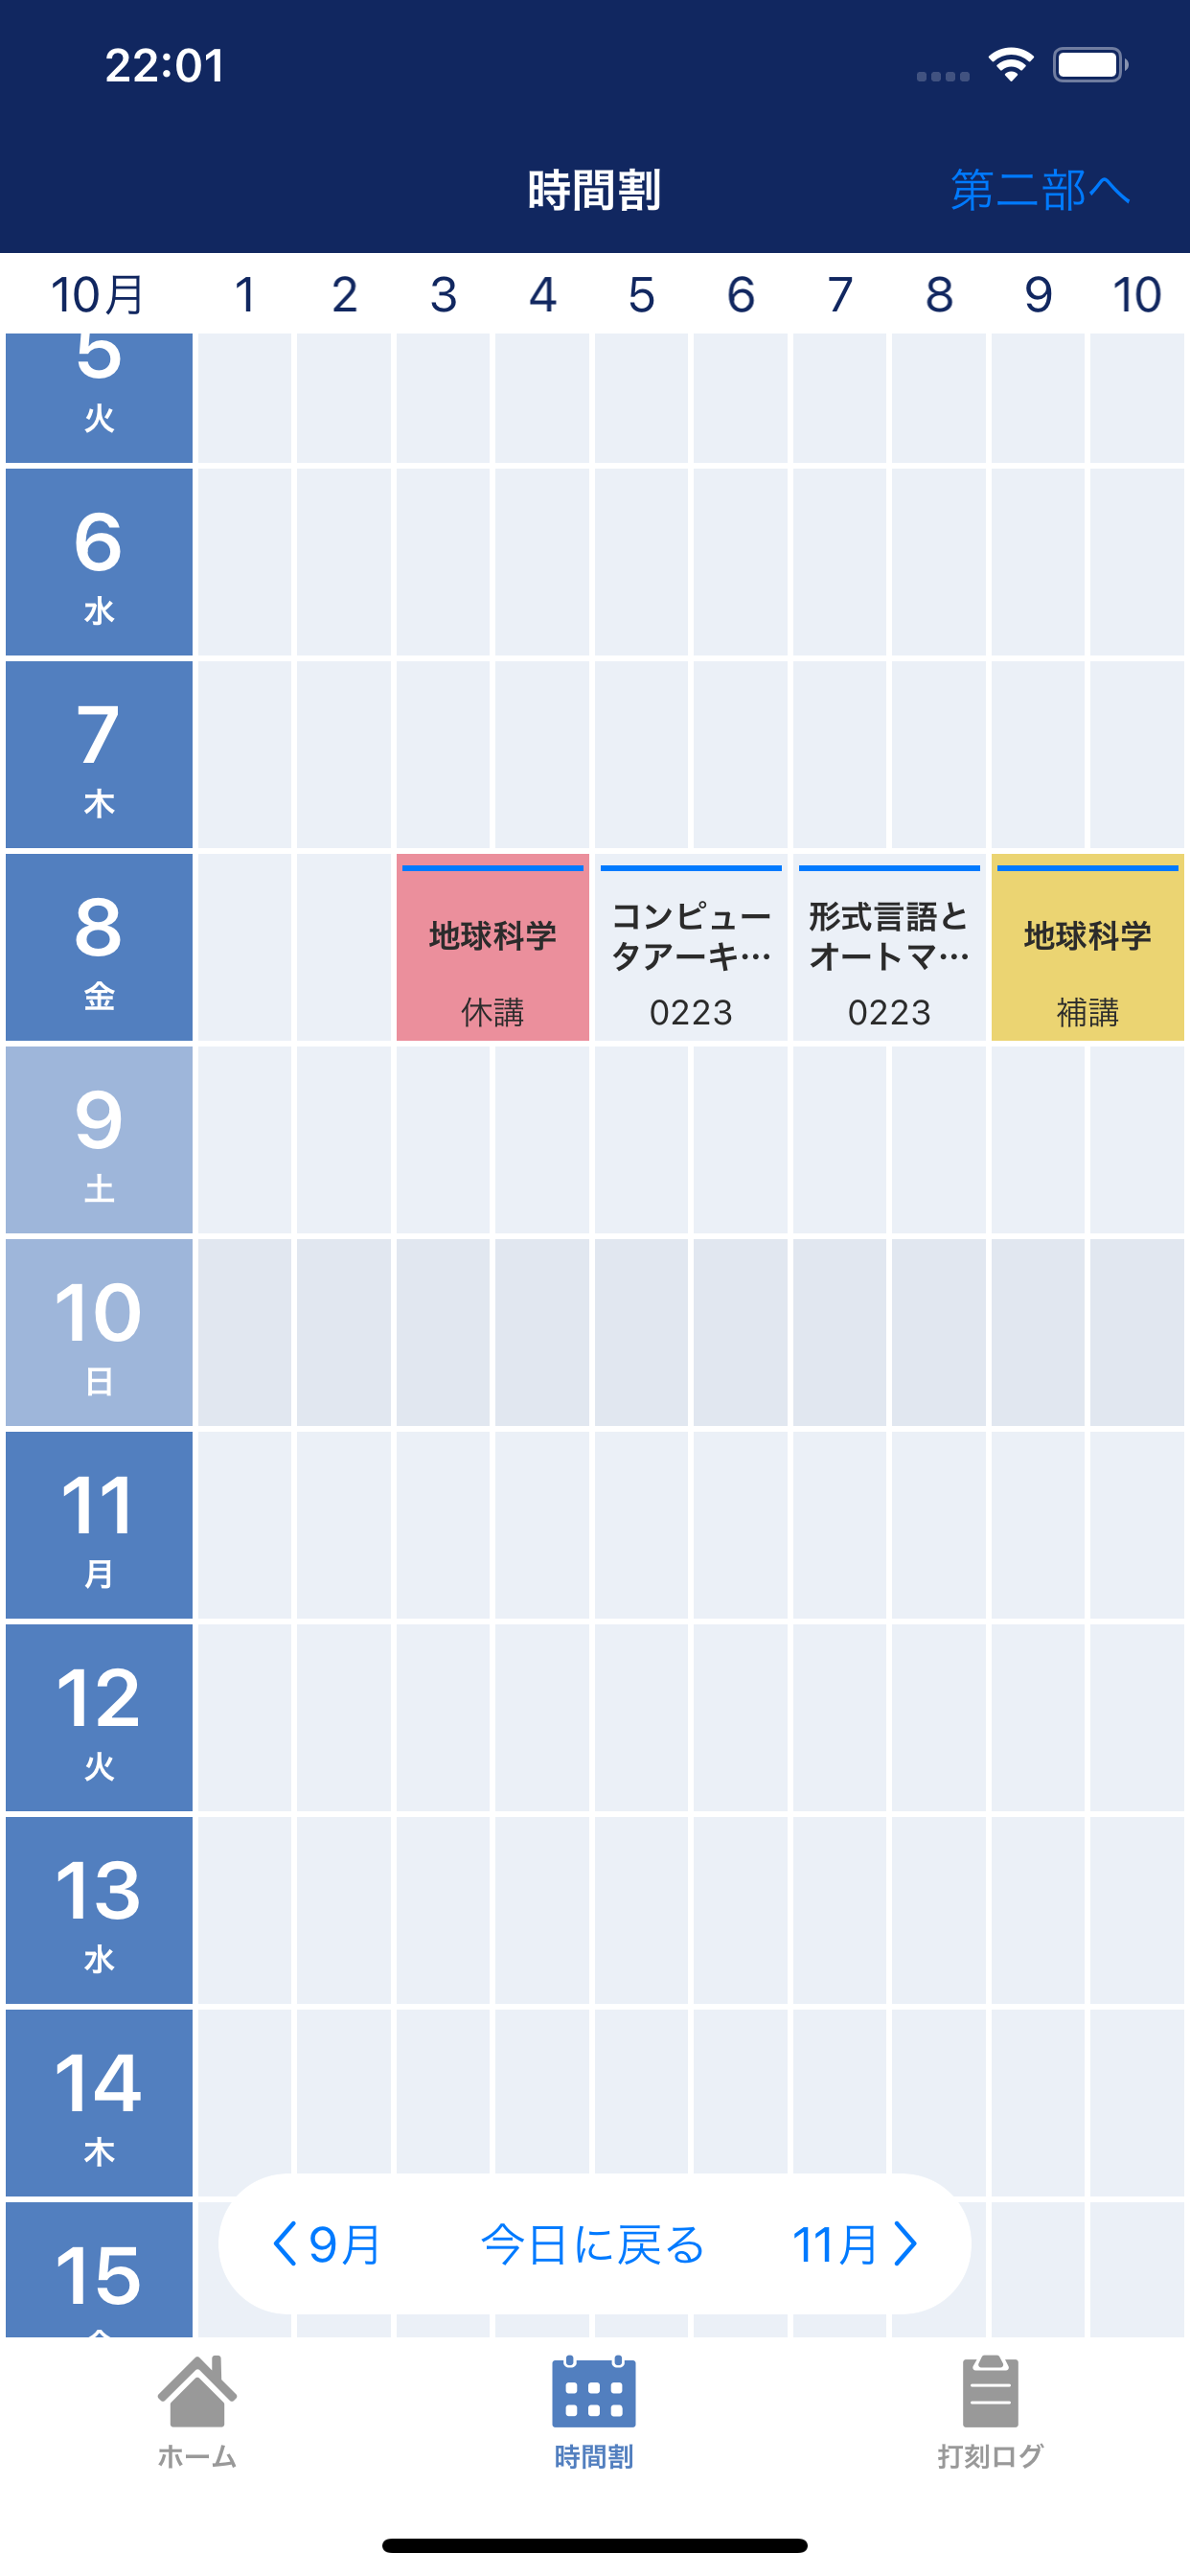 22:01
時間割
第二部へ
10月 1 2 3 4 5 6 7 8 9 10
5
火
6
水
7
木
8
金
地球科学
休講
コンピュー
タアーキ…
0223
形式言語と
オートマ…
0223
地球科学
補講
9
土
10
日
11
月
12
火
13
水
14
木
15
9月
今日に戻る
11月
ホーム
時間割
打刻ログ